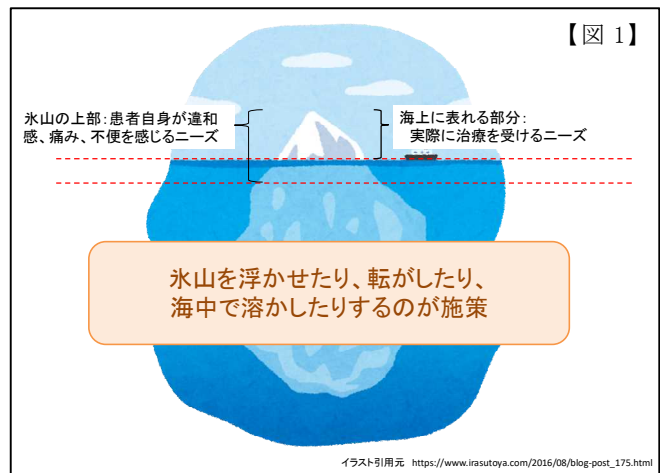 【図 1】
氷山の上部：患者自身が違和
感、痛み、不便を感じるニーズ
海上に表れる部分：
実際に治療を受けるニーズ
氷山を浮かせたり、転がしたり、
海中で溶かしたりするのが施策
イラスト引用元 https://www.irasutoya.com/2016/08/blog-post_175.html